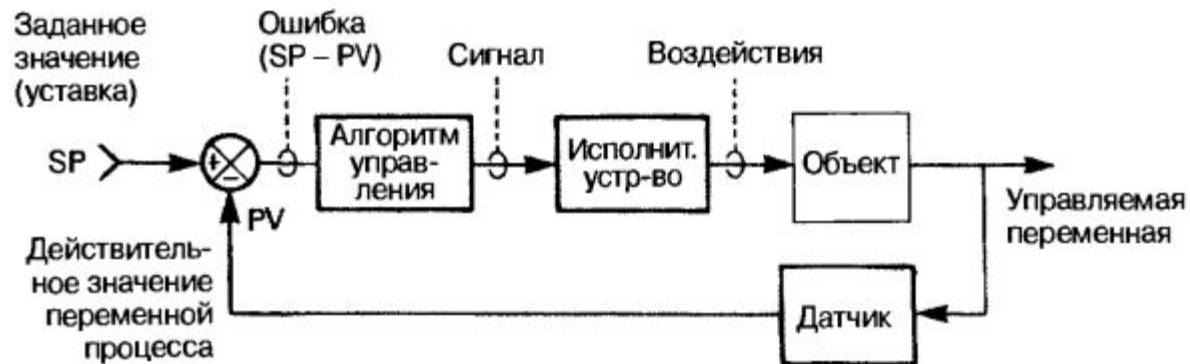 Заданное
значение
(уставка)
Ошибка
(SP – PV)
Сигнал
Воздействия
SP
+
–
Алгоритм
управ-
ления
Исполнит.
устр-во
Объект
Управляемая
переменная
PV
Действитель-
ное значение
переменной
процесса
Датчик